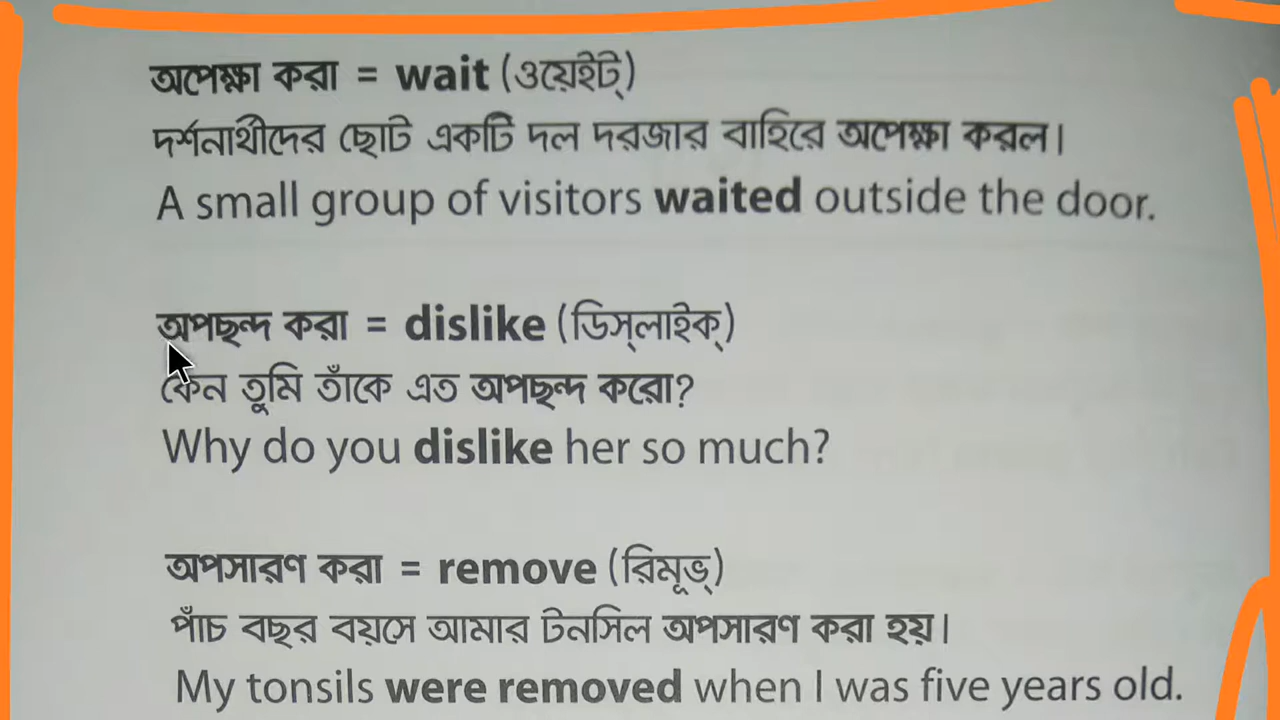 অপেক্ষা করা = wait (ওয়েইট্)
দর্শনার্থীদের ছোট একটি দল দরজার বাহিরে অপেক্ষা করল।
A small group of visitors waited outside the door.
অপছন্দ করা = dislike (ডিস্‌লাইক্)
কেন তুমি তাঁকে এত অপছন্দ করো?
Why do you dislike her so much?
অপসারণ করা = remove (রিমূভ্)
পাঁচ বছর বয়সে আমার টনসিল অপসারণ করা হয়।
My tonsils were removed when I was five years old.